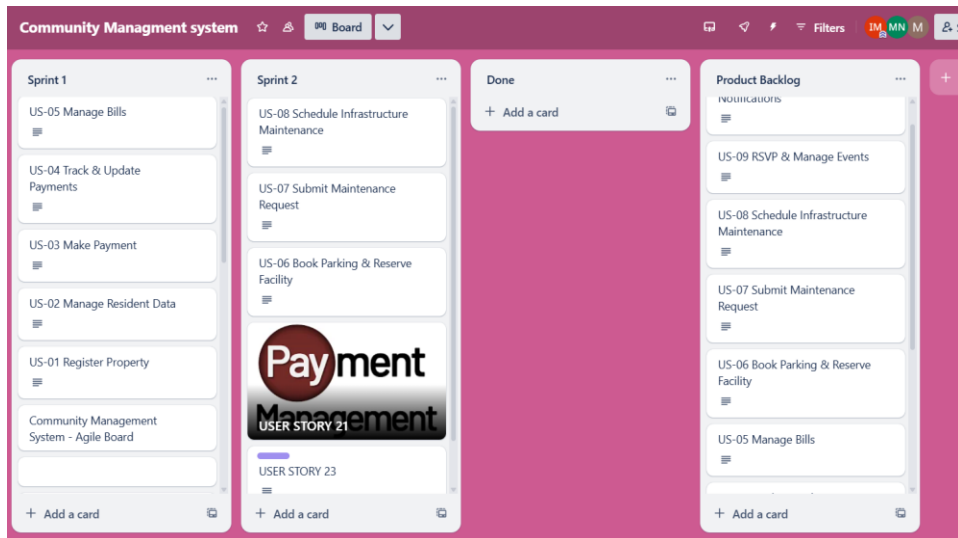 Community Managment system
Board
Filters
IM
MN
M
Sprint 1
US-05 Manage Bills
US-04 Track & Update
Payments
US-03 Make Payment
US-02 Manage Resident Data
US-01 Register Property
Community Management
System - Agile Board
+ Add a card
Sprint 2
US-08 Schedule Infrastructure
Maintenance
US-07 Submit Maintenance
Request
US-06 Book Parking & Reserve
Facility
Payment
Management
USER STORY 21
USER STORY 23
+ Add a card
Done
+ Add a card
Product Backlog
Notifications
US-09 RSVP & Manage Events
US-08 Schedule Infrastructure
Maintenance
US-07 Submit Maintenance
Request
US-06 Book Parking & Reserve
Facility
US-05 Manage Bills
+ Add a card